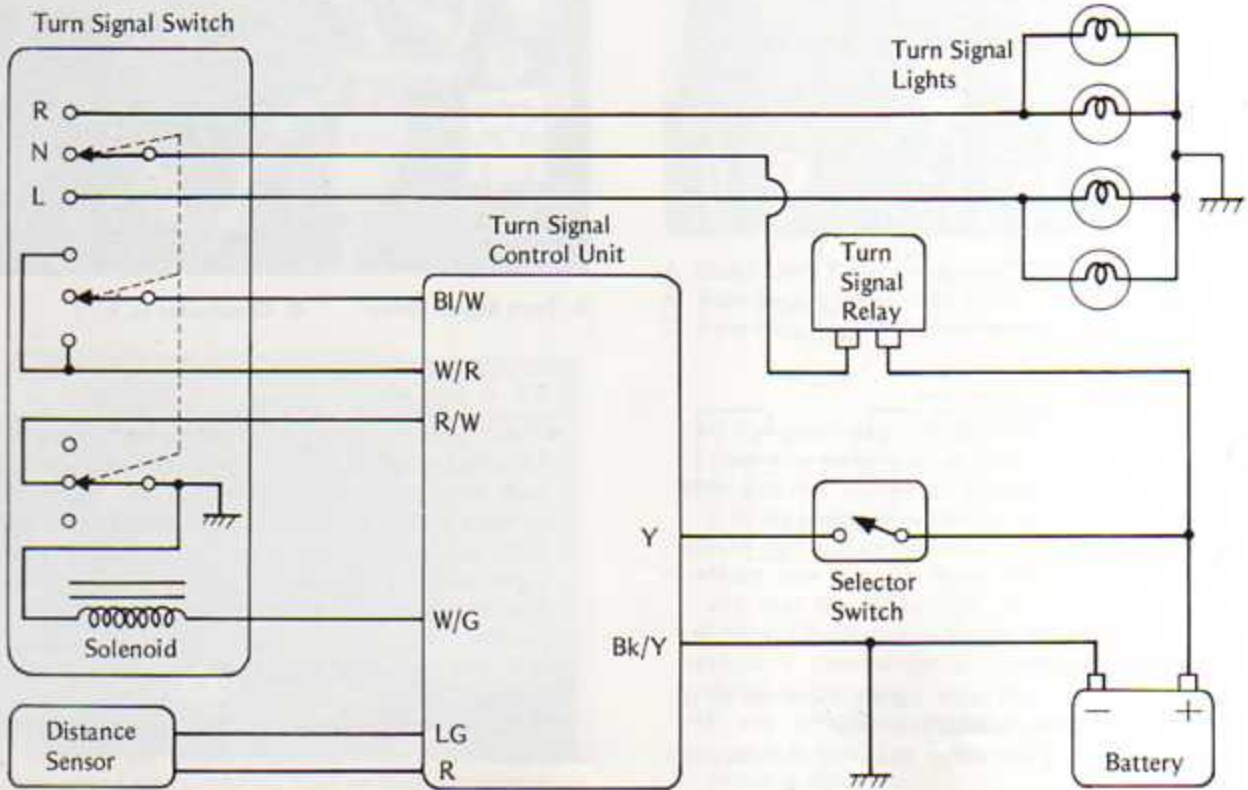 Turn Signal Switch
R
N
L
Turn Signal
Lights
Turn Signal
Control Unit
Turn
Signal
Relay
Bl/W
W/R
R/W
W/G
LG
R
Y
Bk/Y
Selector
Switch
Solenoid
Distance
Sensor
Battery